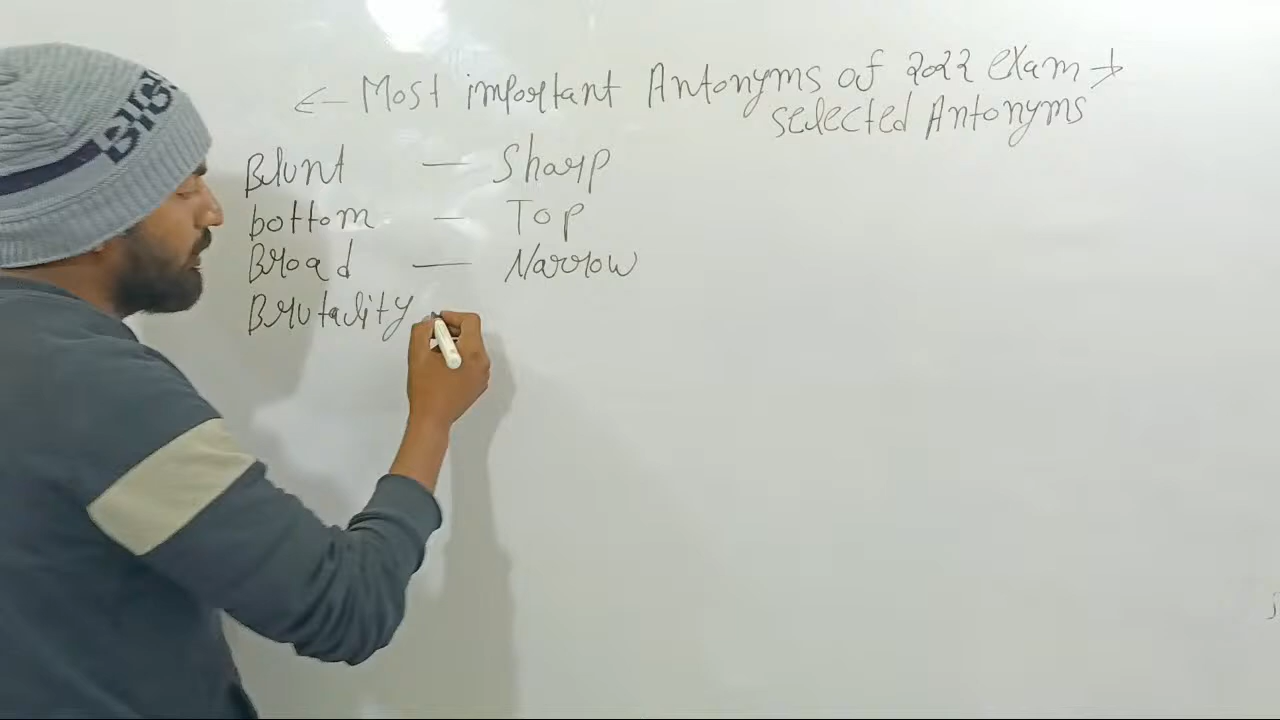 <— Most important Antonyms of 2022 exam →
selected Antonyms
Blunt — Sharp
bottom — Top
Broad — Narrow
Brutality